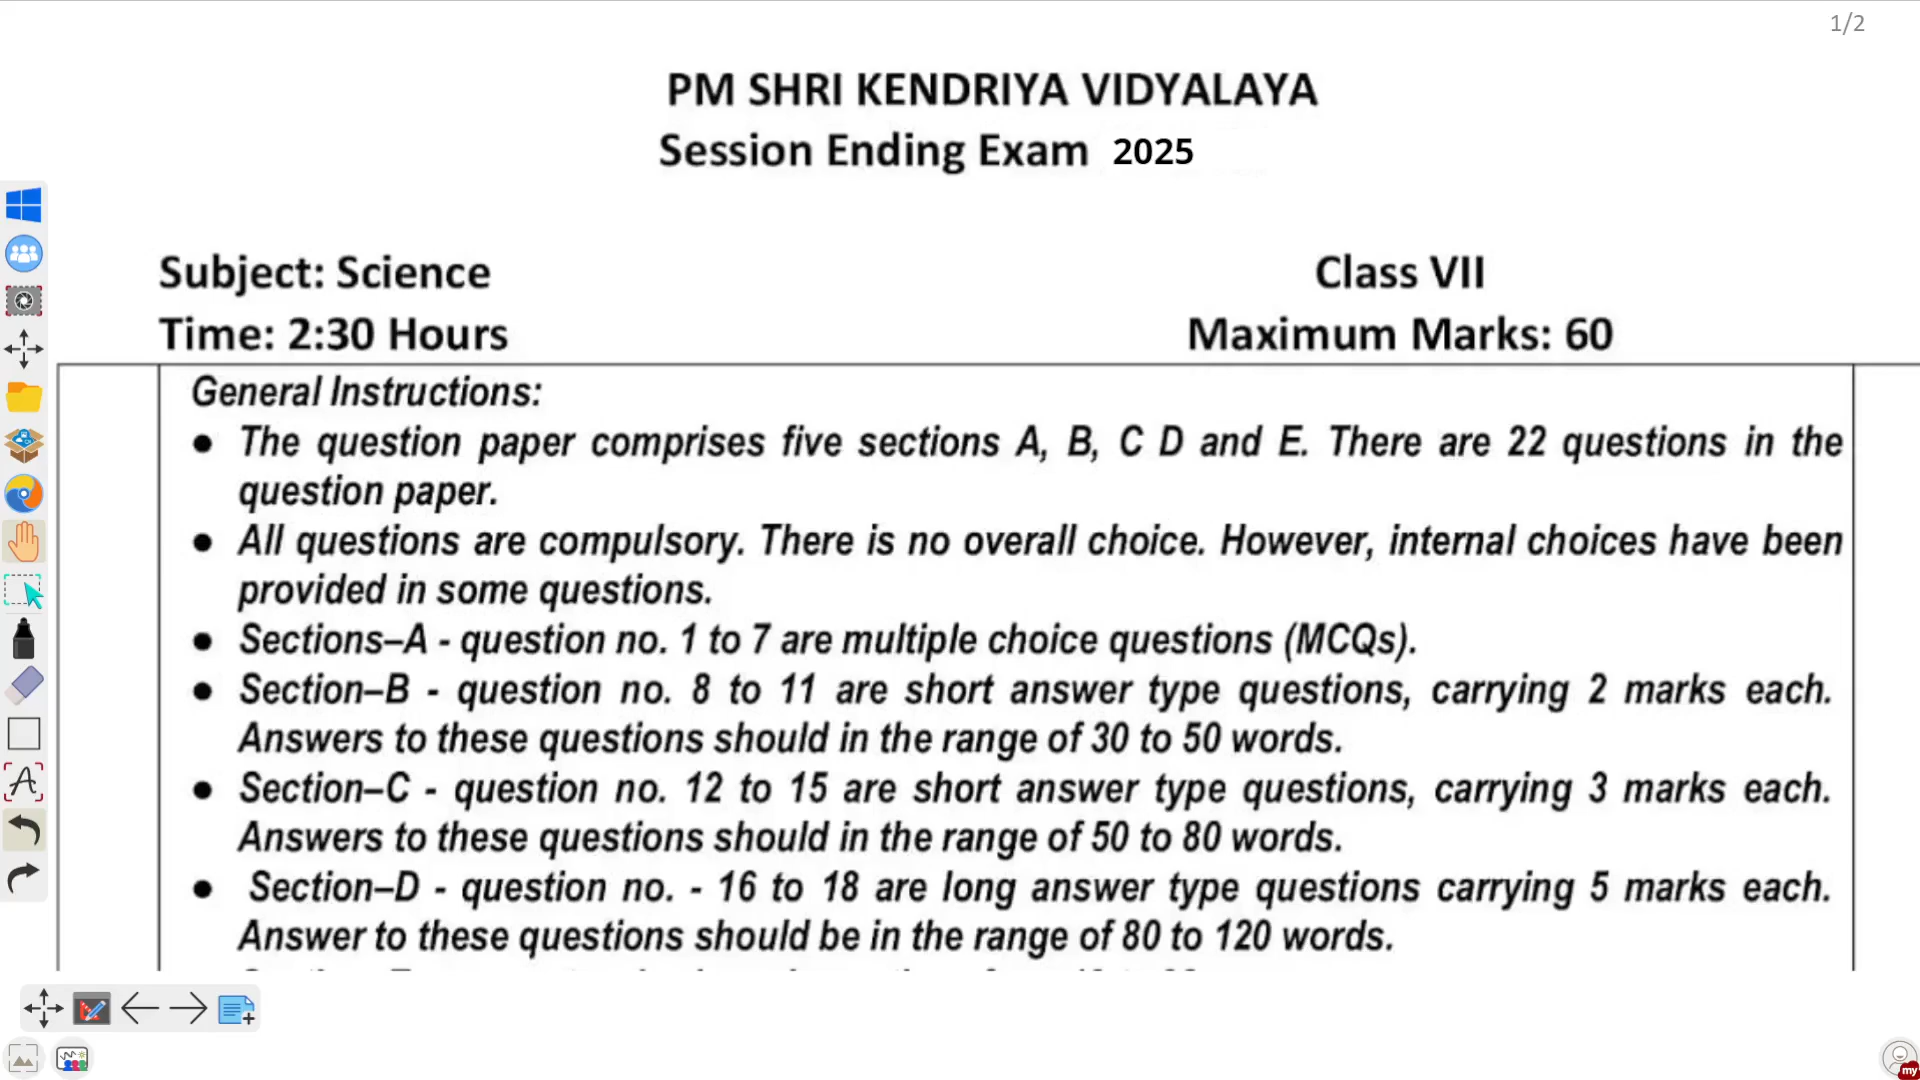 1/2
PM SHRI KENDRIYA VIDYALAYA
Session Ending Exam 2025
Subject: Science
Class VII
Time: 2:30 Hours
Maximum Marks: 60
General Instructions:
● The question paper comprises five sections A, B, C D and E. There are 22 questions in the
question paper.
● All questions are compulsory. There is no overall choice. However, internal choices have been
provided in some questions.
● Sections–A - question no. 1 to 7 are multiple choice questions (MCQs).
● Section–B - question no. 8 to 11 are short answer type questions, carrying 2 marks each.
Answers to these questions should in the range of 30 to 50 words.
● Section–C - question no. 12 to 15 are short answer type questions, carrying 3 marks each.
Answers to these questions should in the range of 50 to 80 words.
● Section–D - question no. - 16 to 18 are long answer type questions carrying 5 marks each.
Answer to these questions should be in the range of 80 to 120 words.
my